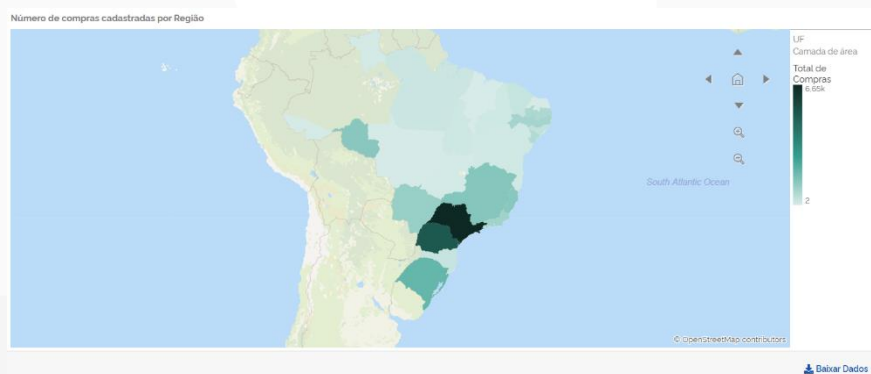 Número de compras cadastradas por Região
UF
Camada de área
Total de
Compras
6,65k
2
South Atlantic Ocean
© OpenStreetMap contributors
Baixar Dados